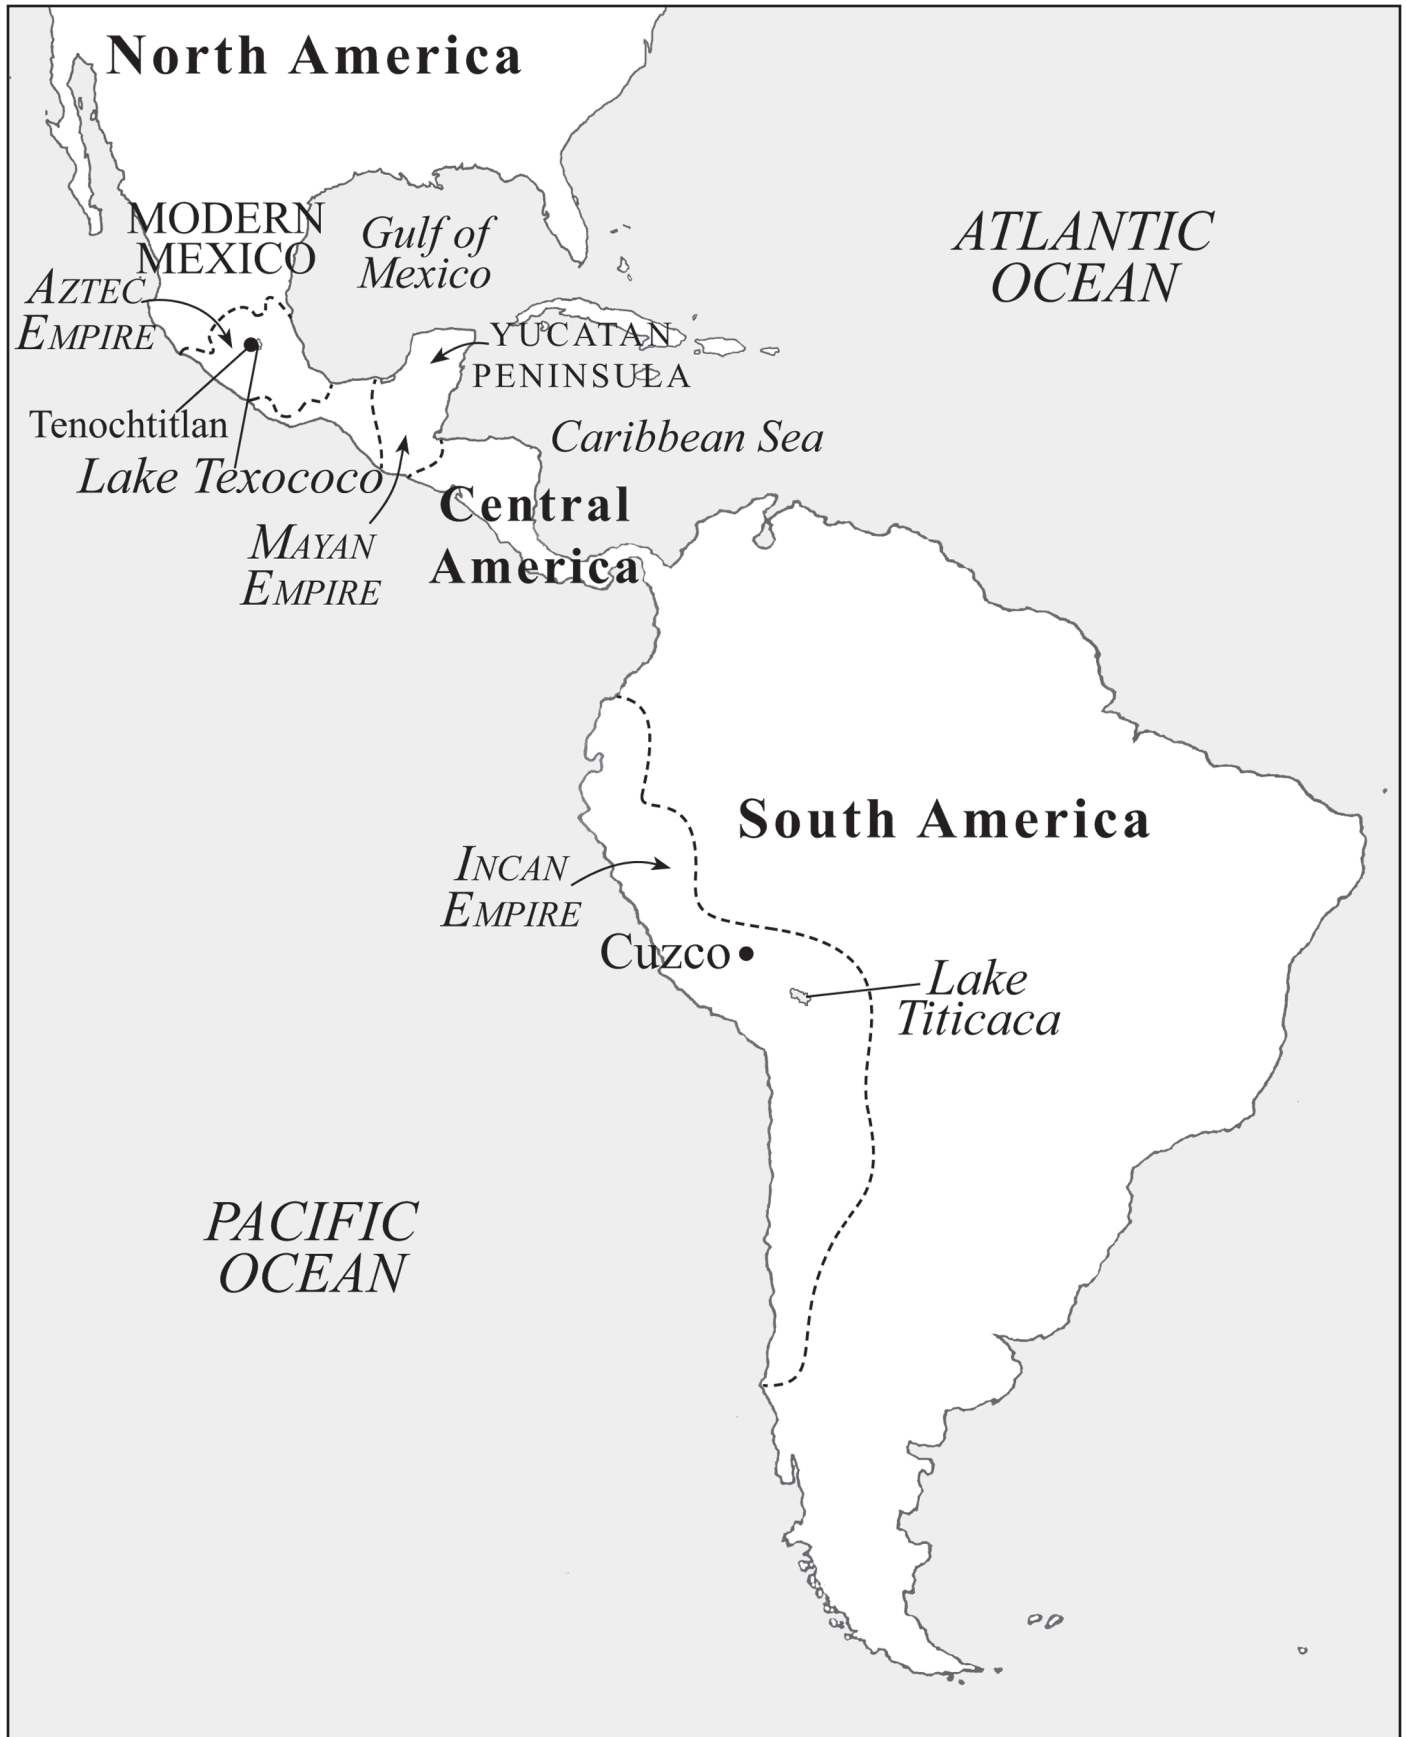 North America
MODERN
MEXICO
Gulf of
Mexico
ATLANTIC
OCEAN
AZTEC
EMPIRE
YUCATAN
PENINSULA
Tenochtitlan
Caribbean Sea
Lake Texococo
Central
America
MAYAN
EMPIRE
South America
INCAN
EMPIRE
Cuzco
Lake
Titicaca
PACIFIC
OCEAN